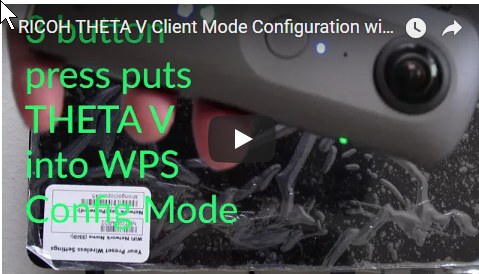 RICOH THETA V Client Mode Configuration wi...
3 button
press puts
THETA V
into WPS
Config Mode
WiFi Network Name (SSID):
Your Preset Wireless Settings